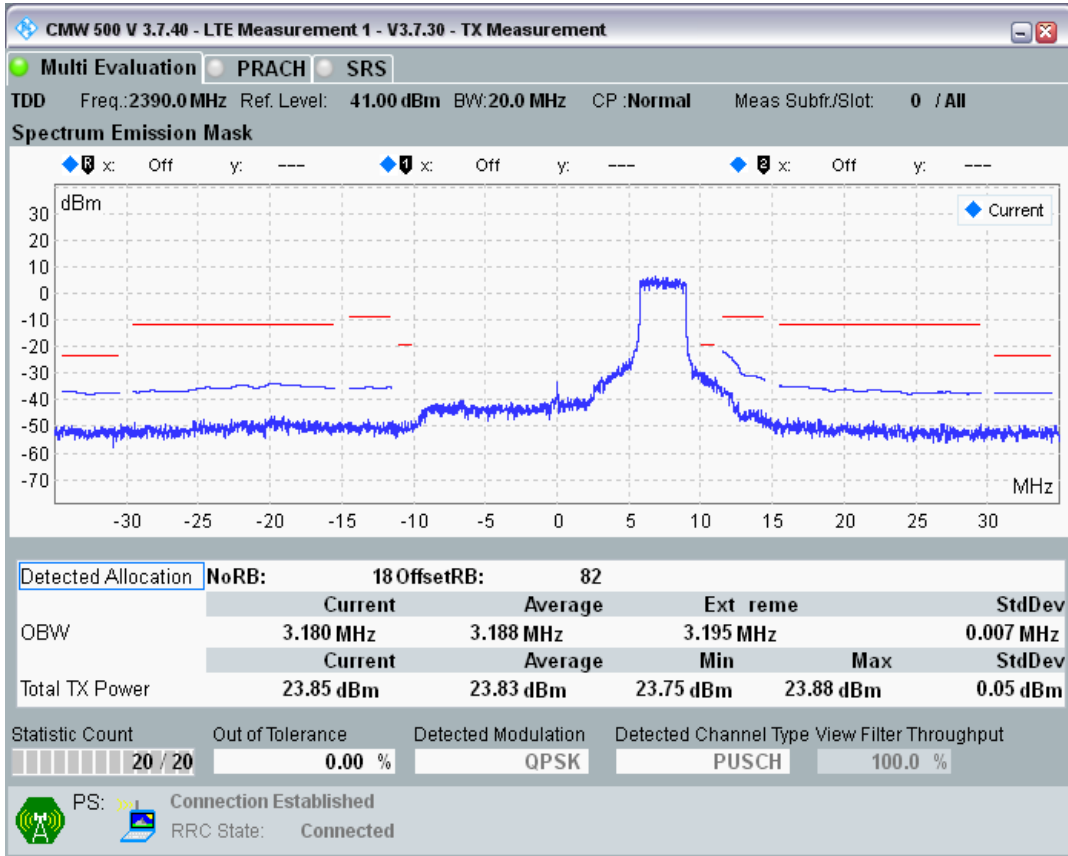 CMW 500 V 3.7.40 - LTE Measurement 1 - V3.7.30 - TX Measurement
Multi Evaluation PRACH SRS
TDD Freq.:2390.0 MHz Ref. Level: 41.00 dBm BW:20.0 MHz CP :Normal Meas Subfr./Slot: 0 / All
Spectrum Emission Mask
R x: Off y: --- 1 x: Off y: --- 2 x: Off y: ---
dBm
Current
30
20
10
0
-10
-20
-30
-40
-50
-60
-70
MHz
-30 -25 -20 -15 -10 -5 0 5 10 15 20 25 30
Detected Allocation NoRB: 18 OffsetRB: 82
Current Average Ext reme StdDev
OBW 3.180 MHz 3.188 MHz 3.195 MHz 0.007 MHz
Current Average Min Max StdDev
Total TX Power 23.85 dBm 23.83 dBm 23.75 dBm 23.88 dBm 0.05 dBm
Statistic Count Out of Tolerance Detected Modulation Detected Channel Type View Filter Throughput
20 / 20 0.00 % QPSK PUSCH 100.0 %
PS: Connection Established
RRC State: Connected